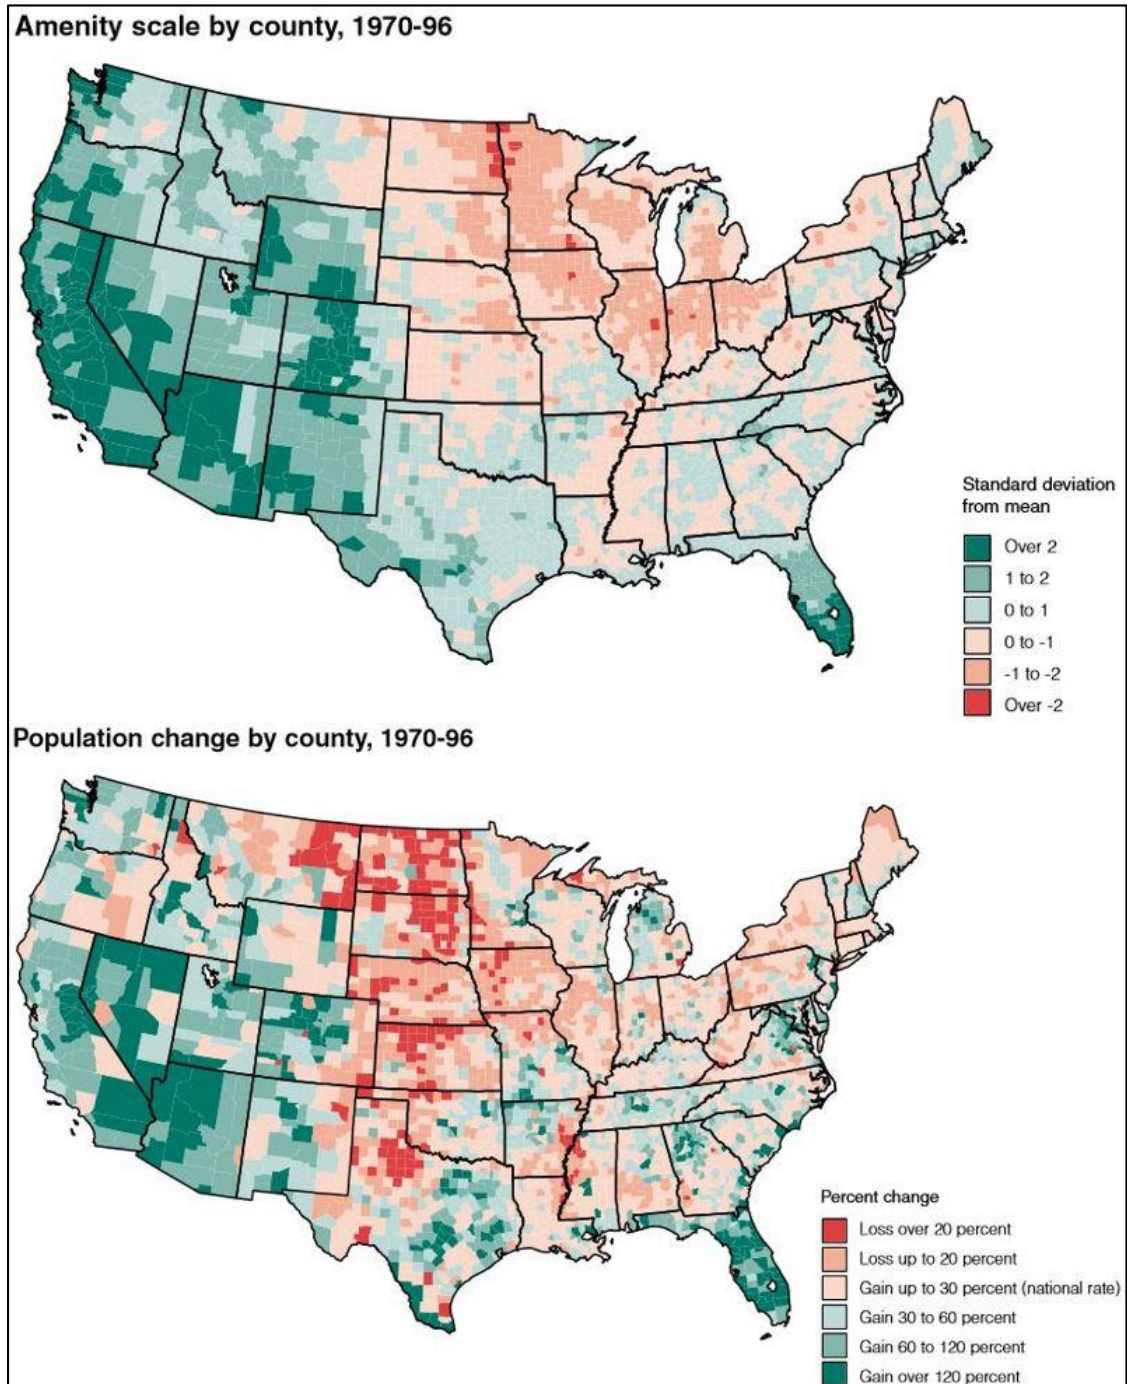 Amenity scale by county, 1970-96
Standard deviation
from mean
Over 2
1 to 2
0 to 1
0 to -1
-1 to -2
Over -2
Population change by county, 1970-96
Percent change
Loss over 20 percent
Loss up to 20 percent
Gain up to 30 percent (national rate)
Gain 30 to 60 percent
Gain 60 to 120 percent
Gain over 120 percent